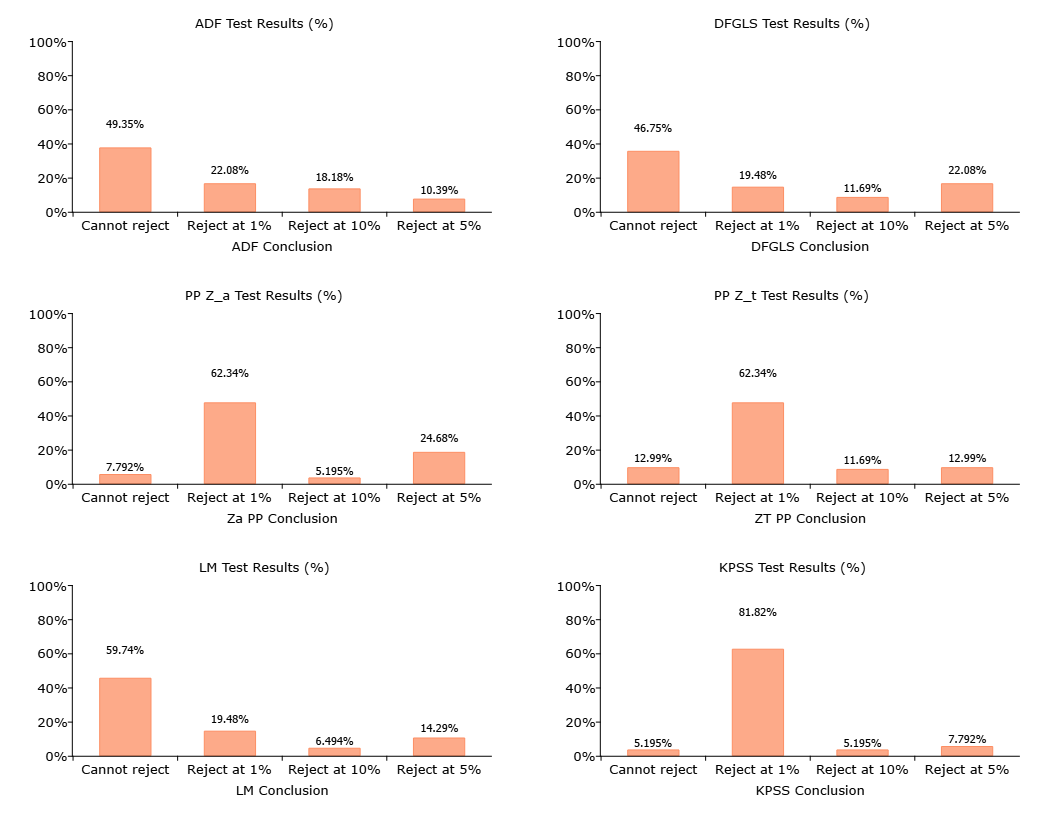 ADF Test Results (%)
100%
80%
60%
40%
20%
0%
49.35%
22.08%
18.18%
10.39%
Cannot reject
Reject at 1%
Reject at 10%
Reject at 5%
ADF Conclusion
DFGLS Test Results (%)
100%
80%
60%
40%
20%
0%
46.75%
19.48%
11.69%
22.08%
Cannot reject
Reject at 1%
Reject at 10%
Reject at 5%
DFGLS Conclusion
PP Z_a Test Results (%)
100%
80%
60%
40%
20%
0%
7.792%
62.34%
5.195%
24.68%
Cannot reject
Reject at 1%
Reject at 10%
Reject at 5%
Za PP Conclusion
PP Z_t Test Results (%)
100%
80%
60%
40%
20%
0%
12.99%
62.34%
11.69%
12.99%
Cannot reject
Reject at 1%
Reject at 10%
Reject at 5%
ZT PP Conclusion
LM Test Results (%)
100%
80%
60%
40%
20%
0%
59.74%
19.48%
6.494%
14.29%
Cannot reject
Reject at 1%
Reject at 10%
Reject at 5%
LM Conclusion
KPSS Test Results (%)
100%
80%
60%
40%
20%
0%
5.195%
81.82%
5.195%
7.792%
Cannot reject
Reject at 1%
Reject at 10%
Reject at 5%
KPSS Conclusion